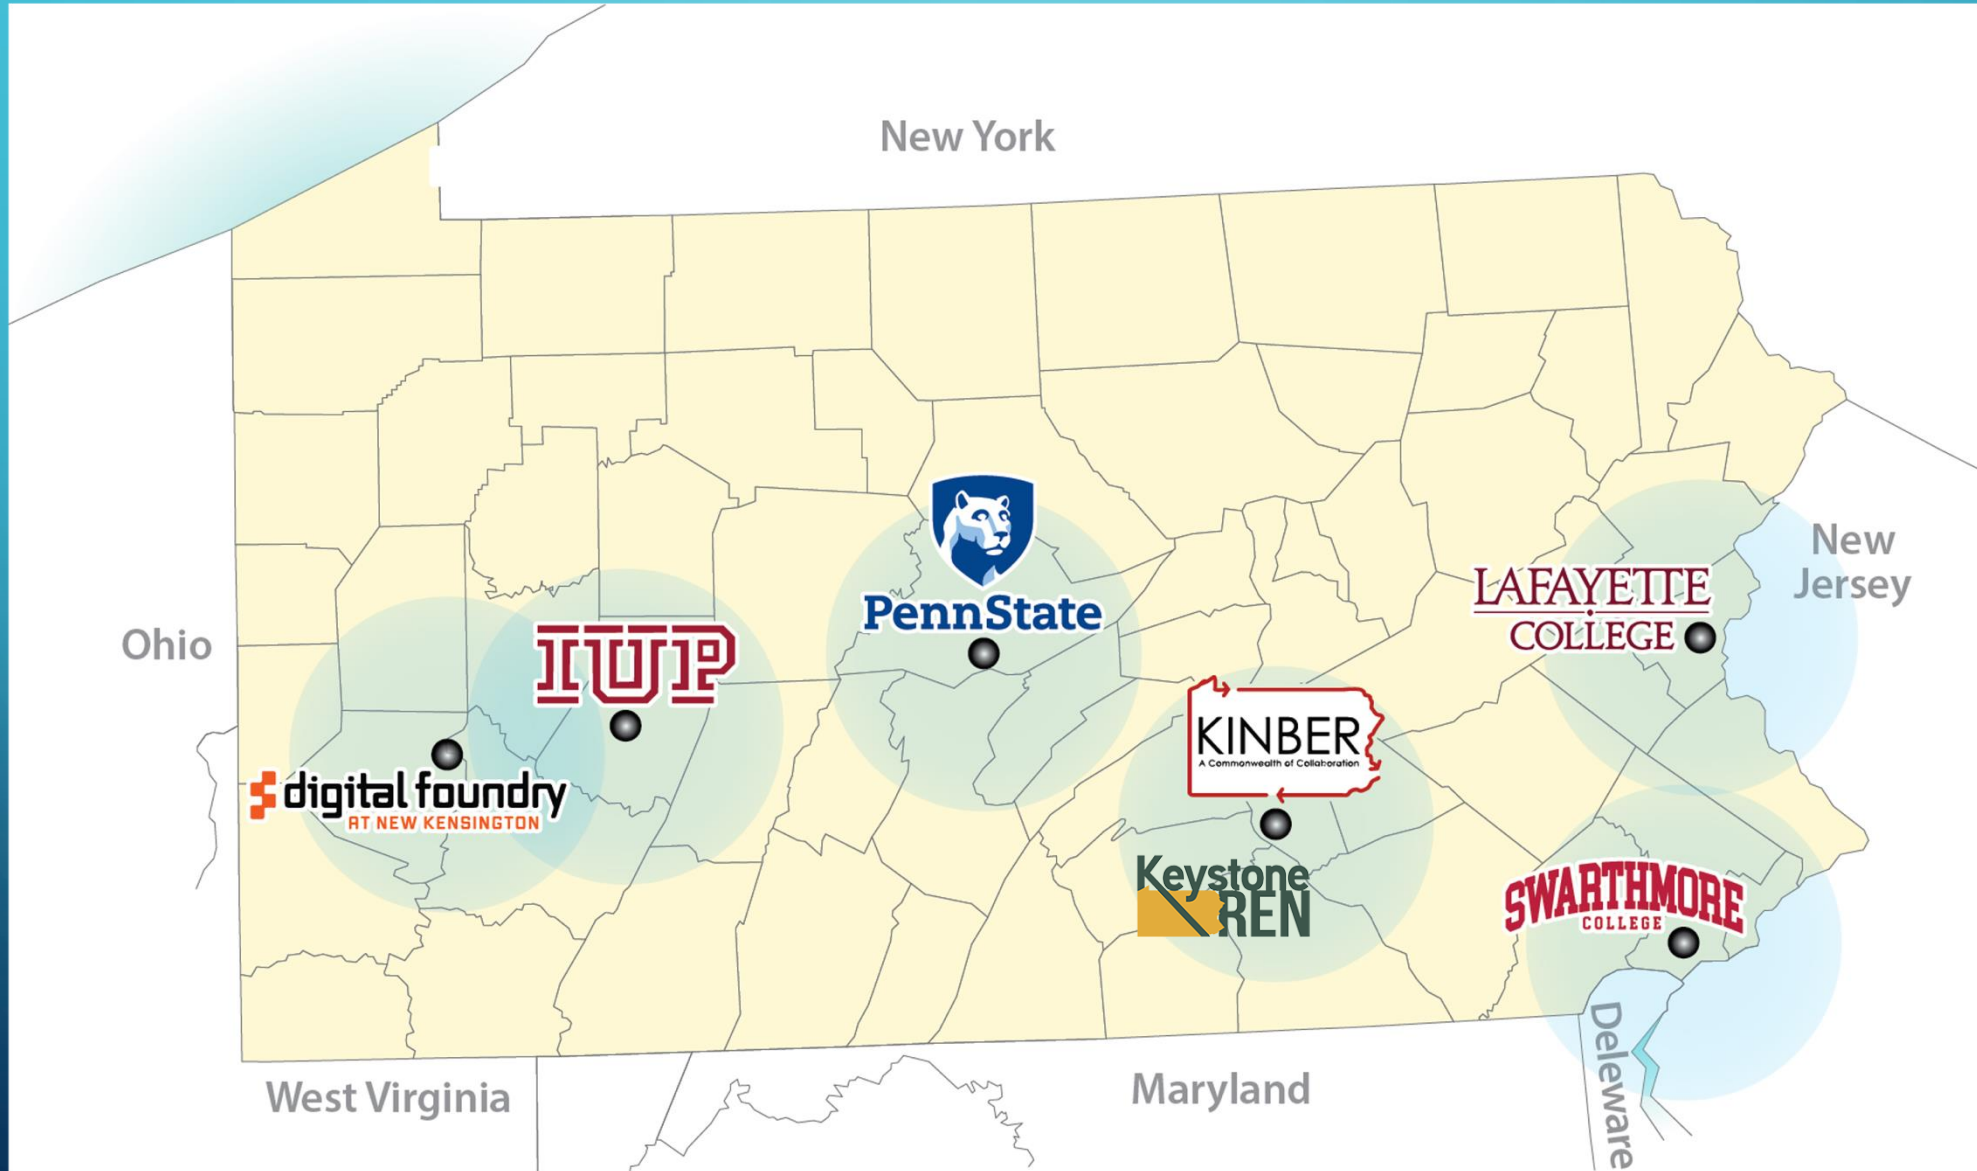 New York
PennState
New
Jersey
LAFAYETTE
COLLEGE
Ohio
IUP
KINBER
A Commonwealth of Collaboration
digital foundry
AT NEW KENSINGTON
Keystone
REN
SWARTHMORE
COLLEGE
Deleware
West Virginia
Maryland